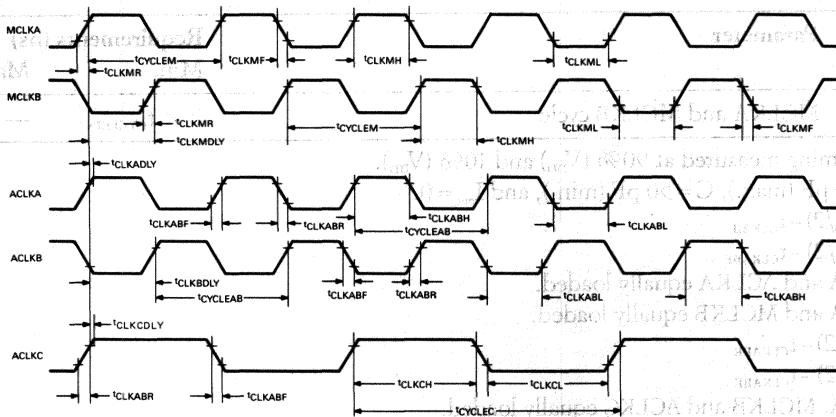 MCLKA
tCYCLEM
tCLKMF
tCLKMH
tCLKML
tCLKMR
MCLKB
tCLKMR
tCLKMDLY
tCYCLEM
tCLKMH
tCLKML
tCLKMF
tCLKADLY
ACLKA
tCLKABF
tCLKABR
tCLKABH
tCYCLEAB
tCLKABL
ACLKB
tCLKBDLY
tCYCLEAB
tCLKABF
tCLKABR
tCLKABL
tCLKABH
tCLKCDLY
ACLKC
tCLKABR
tCLKABF
tCLKCH
tCLKCL
tCYCLEC